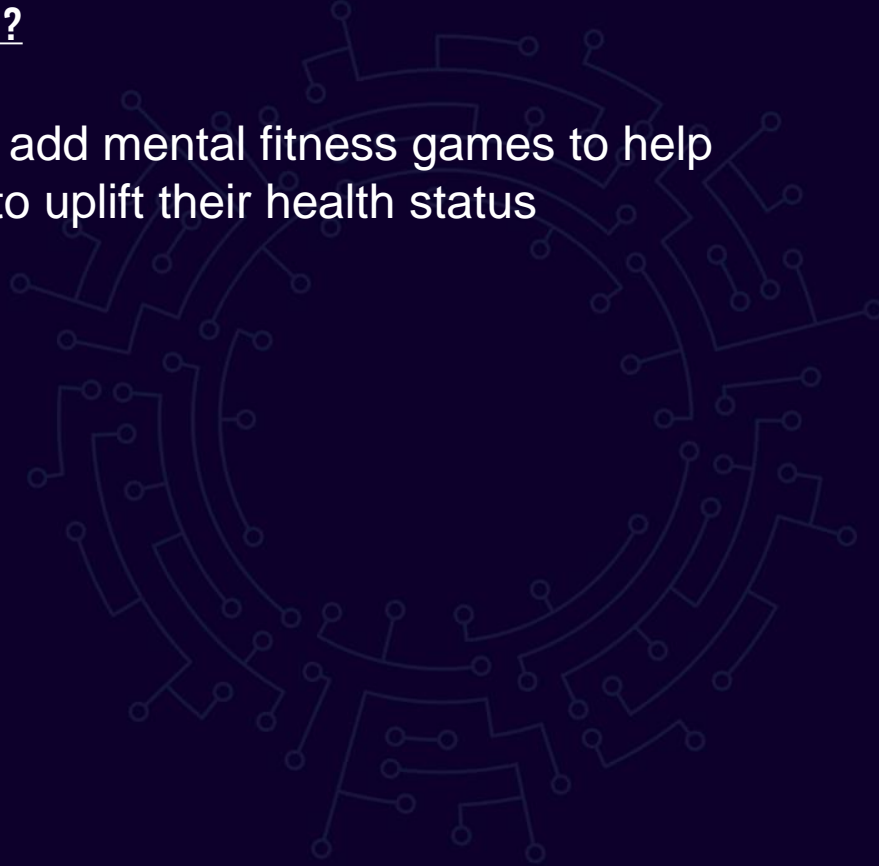 ?
add mental fitness games to help
to uplift their health status